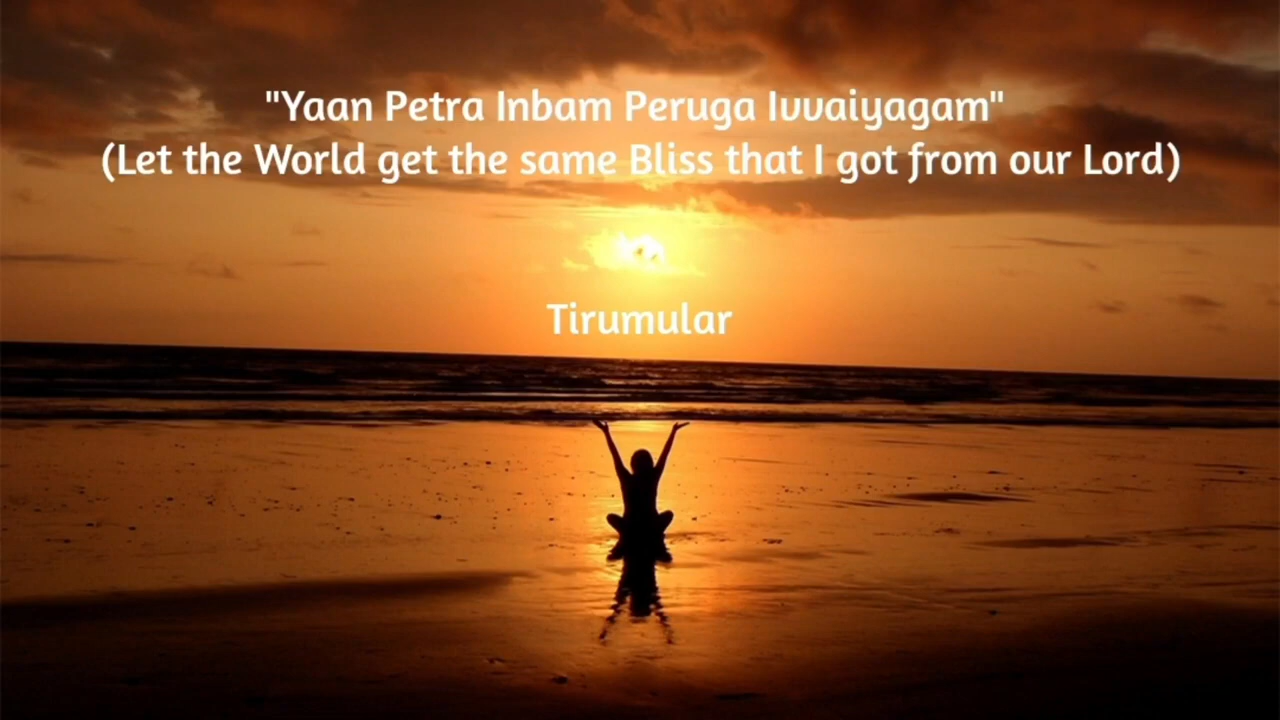 "Yaan Petra Inbam Peruga Ivvaiyagam"
(Let the World get the same Bliss that I got from our Lord)
Tirumular